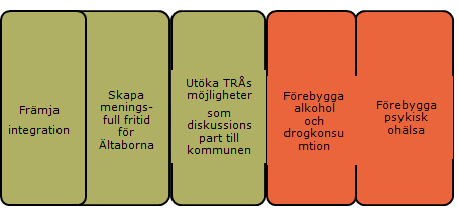 Främja
integration
Skapa
menings-
full fritid
för
Ältaborna
Utöka TRÅs
möjligheter
som
diskussions
part till
kommunen
Förebygga
alkohol
och
drogkonsu
mtion
Förebygga
psykisk
ohälsa